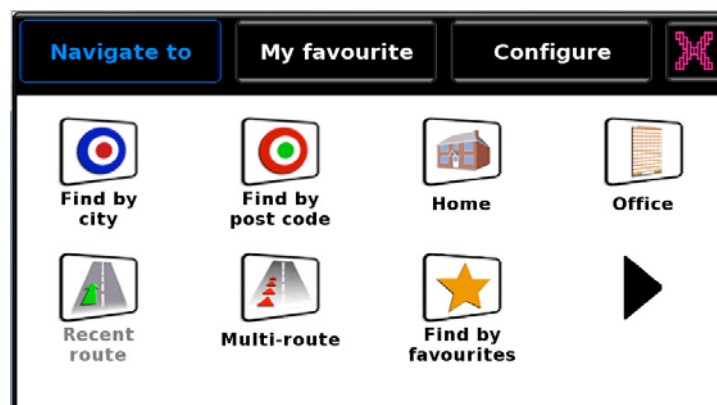 Navigate to
My favourite
Configure
Find by
city
Find by
post code
Home
Office
Recent
route
Multi-route
Find by
favourites